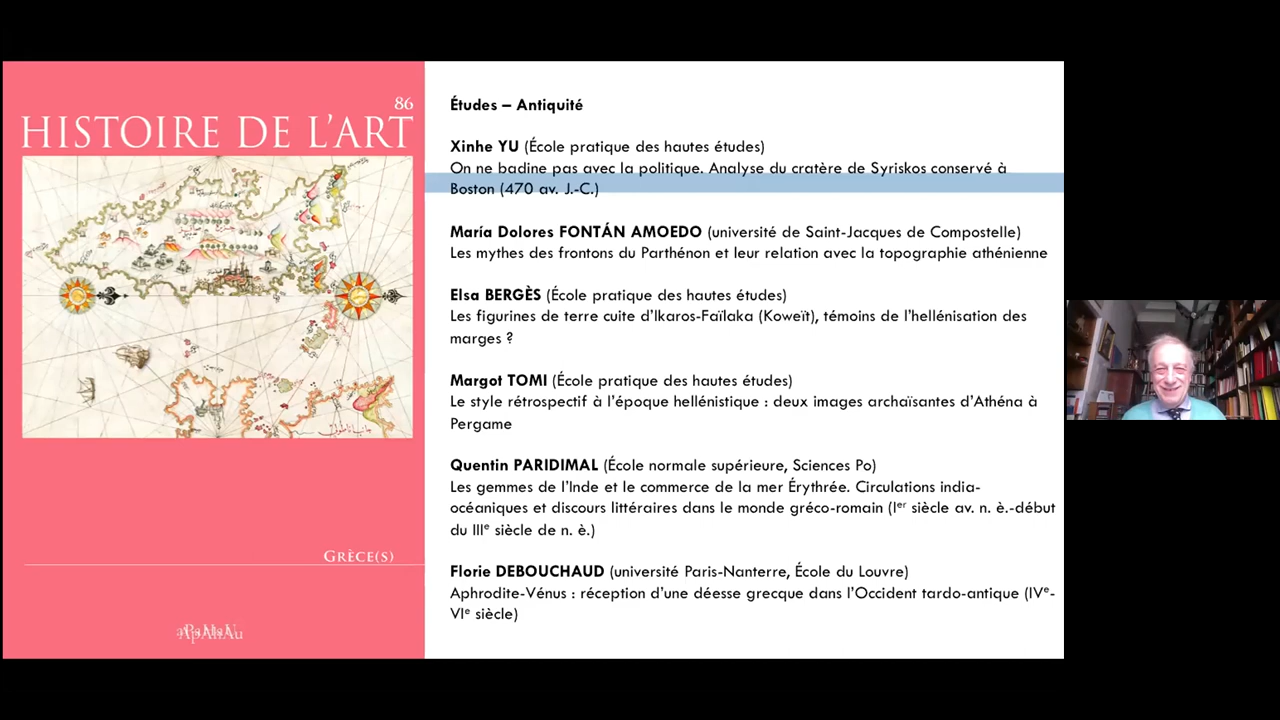 86
HISTOIRE DE L'ART
GRÈCE(S)
ApAhAu
Études – Antiquité
Xinhe YU (École pratique des hautes études)
On ne badine pas avec la politique. Analyse du cratère de Syriskos conservé à
Boston (470 av. J.-C.)
María Dolores FONTÁN AMOEDO (université de Saint-Jacques de Compostelle)
Les mythes des frontons du Parthénon et leur relation avec la topographie athénienne
Elsa BERGÈS (École pratique des hautes études)
Les figurines de terre cuite d'Ikaros-Faïlaka (Koweït), témoins de l'hellénisation des
marges ?
Margot TOMI (École pratique des hautes études)
Le style rétrospectif à l'époque hellénistique : deux images archaïsantes d'Athéna à
Pergame
Quentin PARIDIMAL (École normale supérieure, Sciences Po)
Les gemmes de l'Inde et le commerce de la mer Érythrée. Circulations india-
océaniques et discours littéraires dans le monde gréco-romain (Ier siècle av. n. è.-début
du IIIe siècle de n. è.)
Florie DEBOUCHAUD (université Paris-Nanterre, École du Louvre)
Aphrodite-Vénus : réception d'une déesse grecque dans l'Occident tardo-antique (IVe-
VIe siècle)